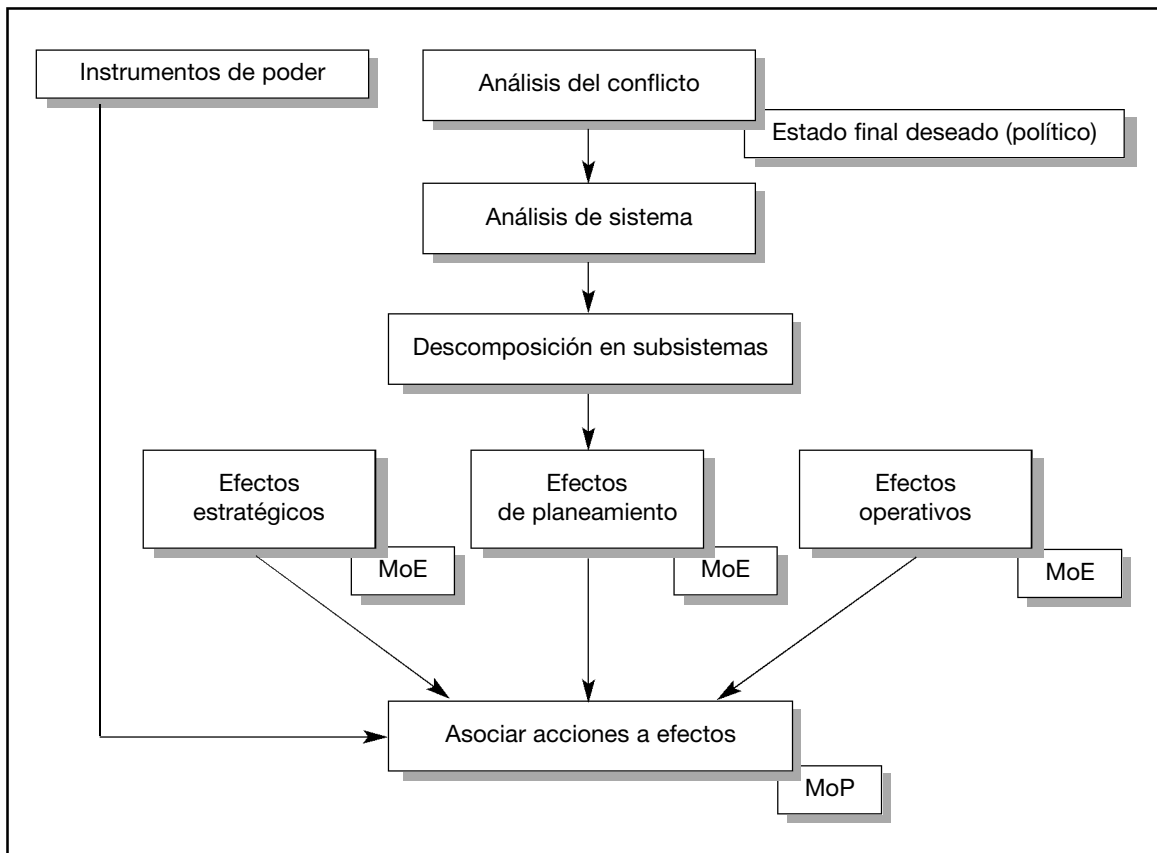 Instrumentos de poder
Análisis del conflicto
Estado final deseado (político)
Análisis de sistema
Descomposición en subsistemas
Efectos
estratégicos
MoE
Efectos
de planeamiento
MoE
Efectos
operativos
MoE
Asociar acciones a efectos
MoP